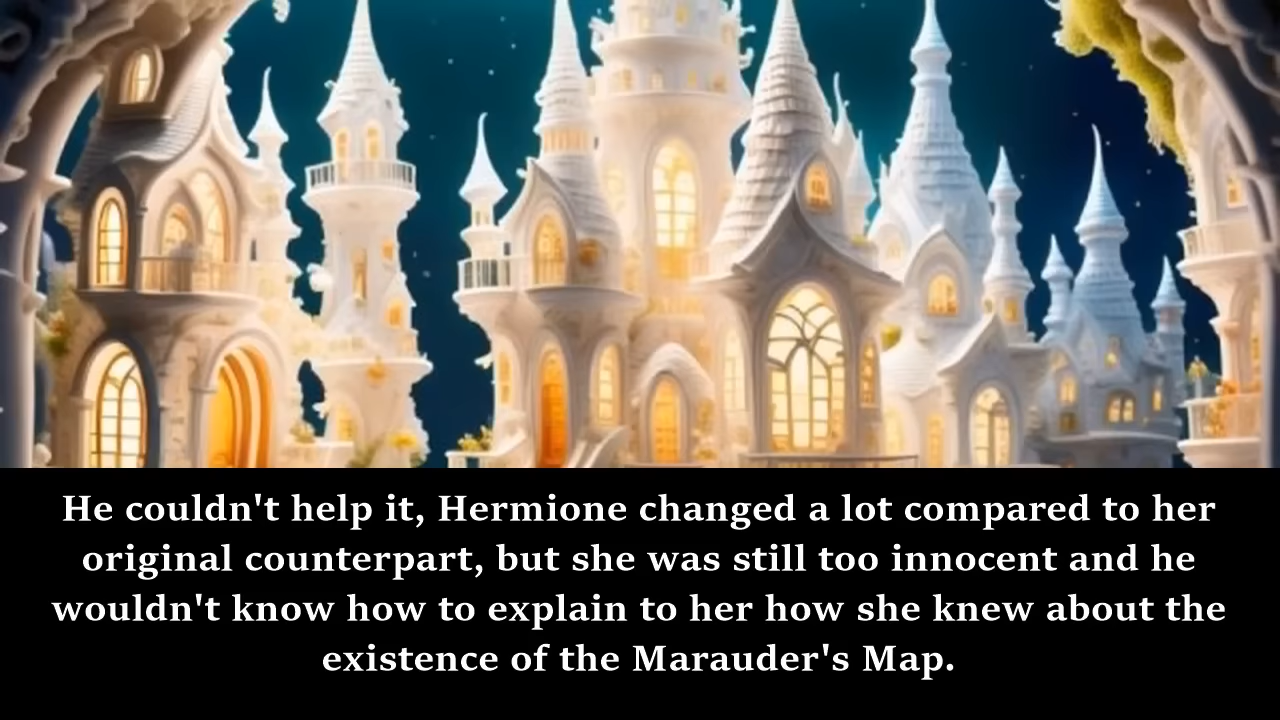 He couldn't help it, Hermione changed a lot compared to her
original counterpart, but she was still too innocent and he
wouldn't know how to explain to her how she knew about the
existence of the Marauder's Map.